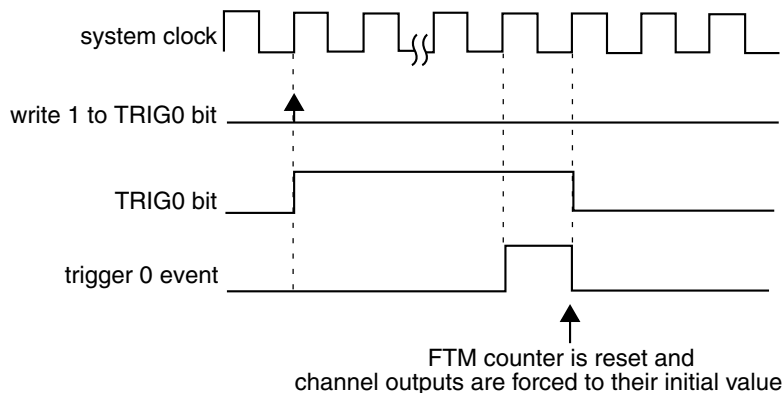 system clock
write 1 to TRIG0 bit
TRIG0 bit
trigger 0 event
FTM counter is reset and
channel outputs are forced to their initial value